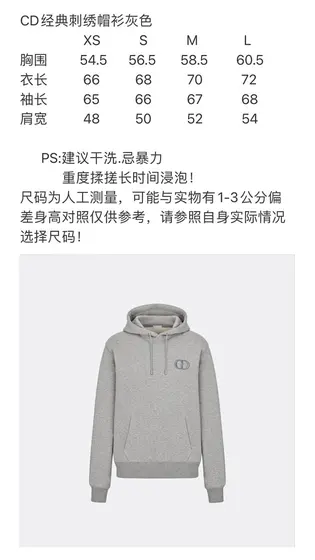 CD经典刺绣帽衫灰色
XS S M L
胸围 54.5 56.5 58.5 60.5
衣长 66 68 70 72
袖长 65 66 67 68
肩宽 48 50 52 54
PS:建议干洗.忌暴力
重度揉搓长时间浸泡！
尺码为人工测量，可能与实物有1-3公分偏
差身高对照仅供参考，请参照自身实际情况
选择尺码！